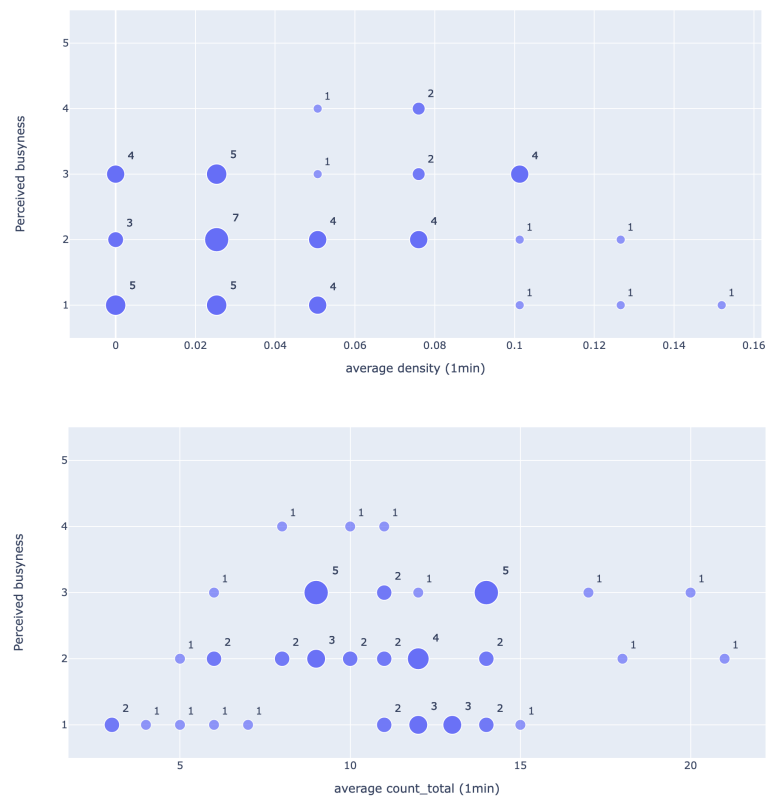 5
1 2
4
4 5 1 2 4
3
3 7 4 4 1 1
2
5 5 4 1 1 1
1
Perceived busyness
0 0.02 0.04 0.06 0.08 0.1 0.12 0.14 0.16
average density (1min)
5
1 1 1
4
1 5 2 1 5 1 1
3
1 2 2 3 2 2 4 2 1 1
2
2 1 1 1 1 2 3 3 2 1
1
Perceived busyness
5 10 15 20
average count_total (1min)